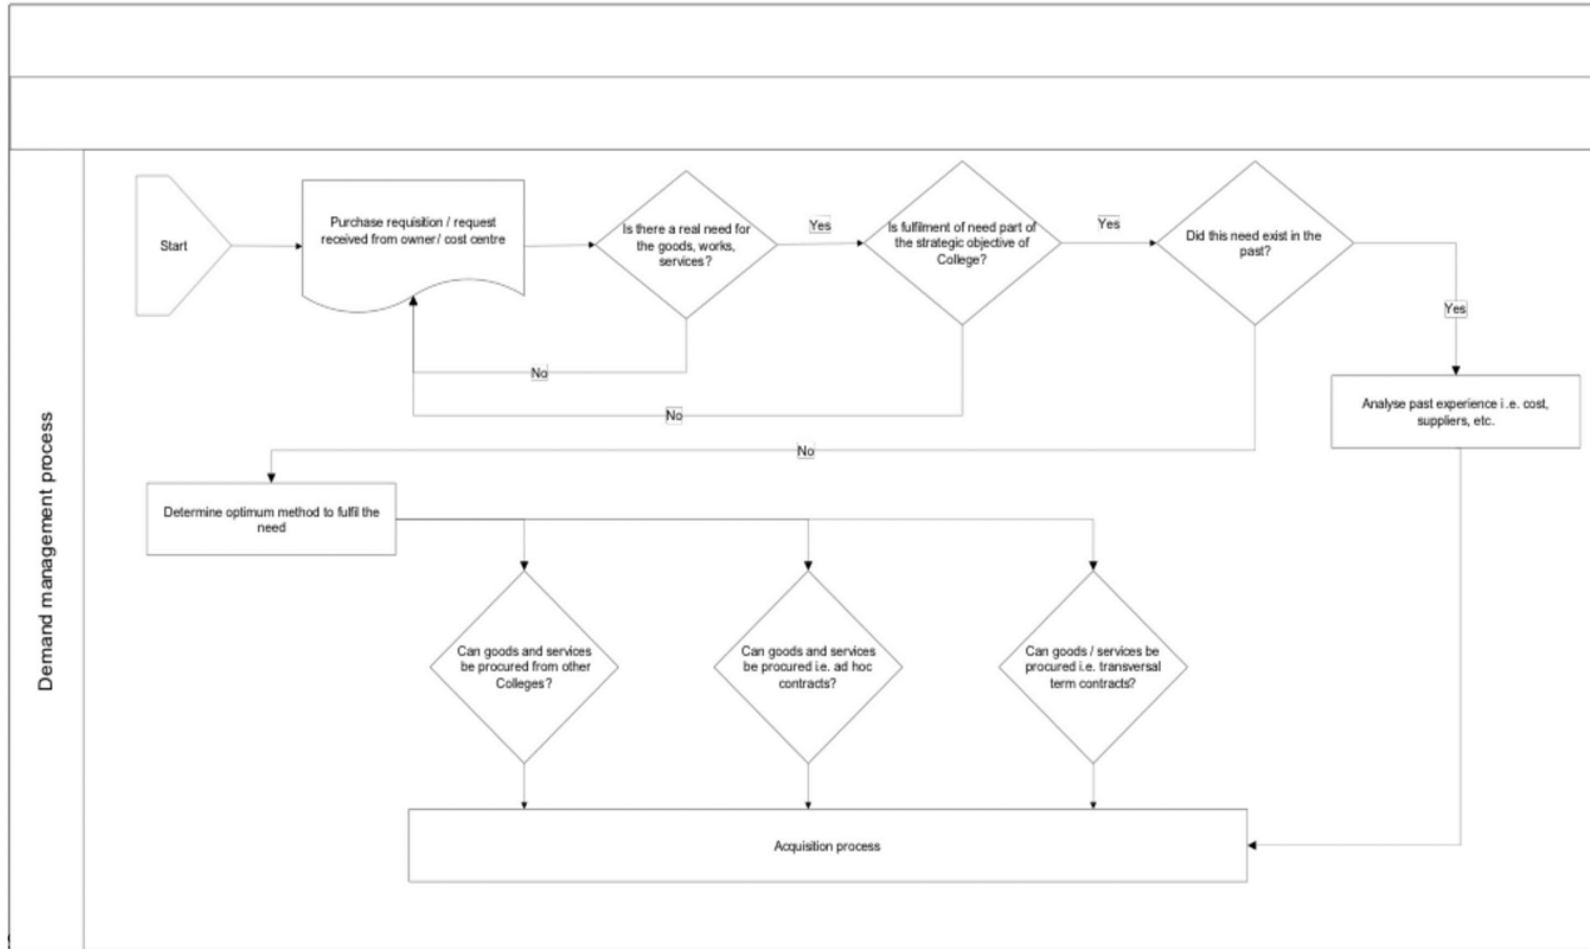 Start
Purchase requisition / request
received from owner/ cost centre
Is there a real need for
the goods, works,
services?
Yes
Is fulfilment of need part of
the strategic objective of
College?
Yes
Did this need exist in the
past?
Yes
No
No
No
Analyse past experience i.e. cost,
suppliers, etc.
Demand management process
Determine optimum method to fulfil the
need
Can goods and services
be procured from other
Colleges?
Can goods and services
be procured i.e. ad hoc
contracts?
Can goods / services be
procured i.e. transversal
term contracts?
Acquisition process